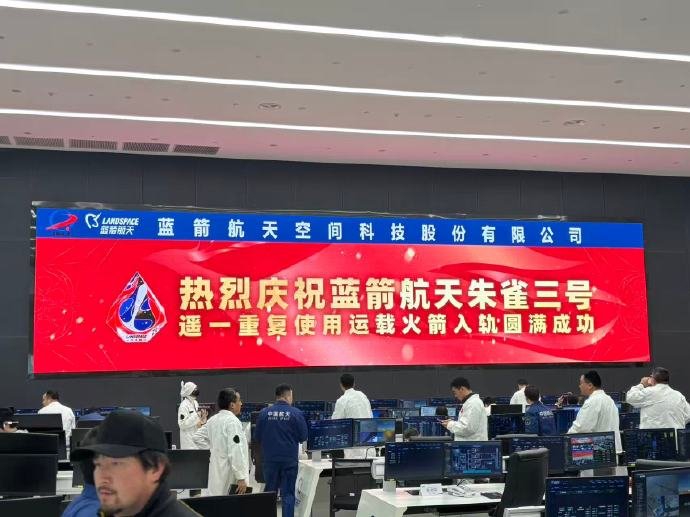 LANDSPACE
蓝箭航天
蓝箭航天空间科技股份有限公司
热烈庆祝蓝箭航天朱雀三号
遥一重复使用运载火箭入轨圆满成功
LANDSPACE
中国航天